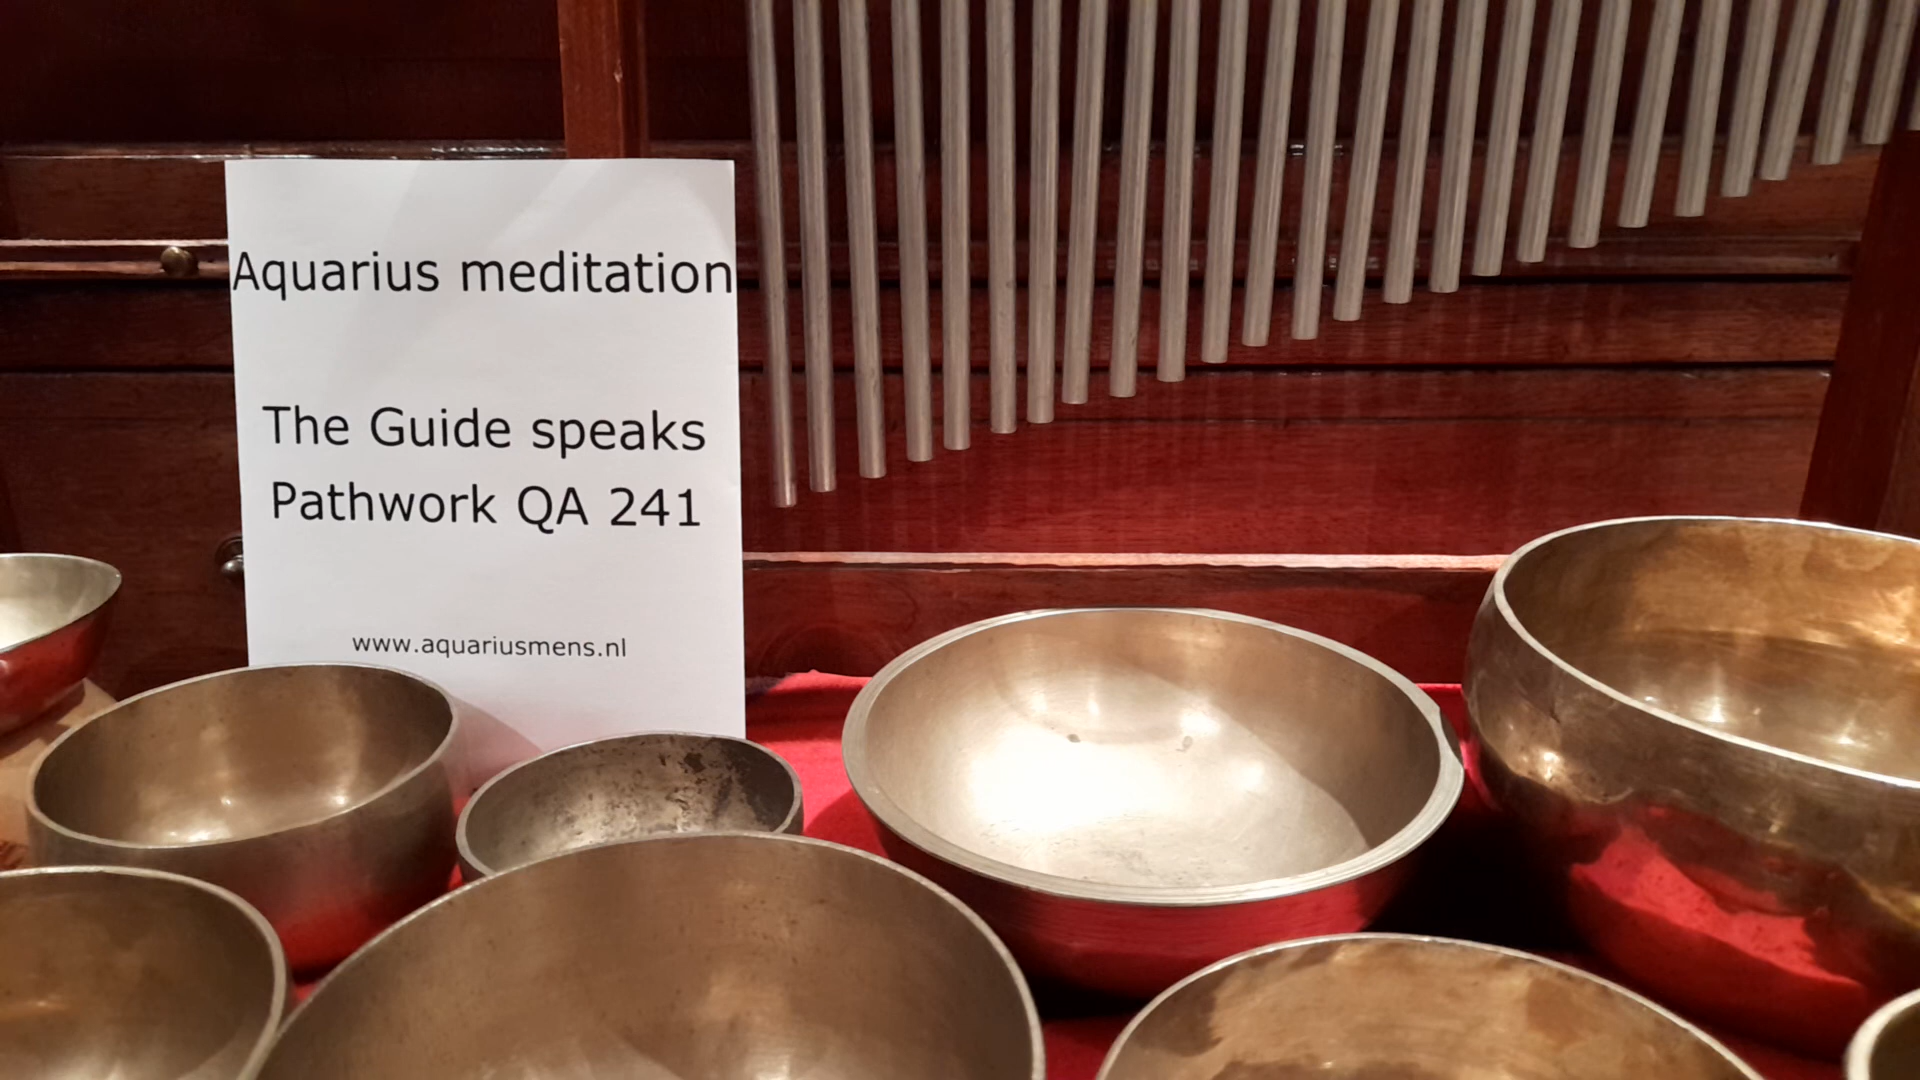 Aquarius meditation
The Guide speaks
Pathwork QA 241
www.aquariusmens.nl